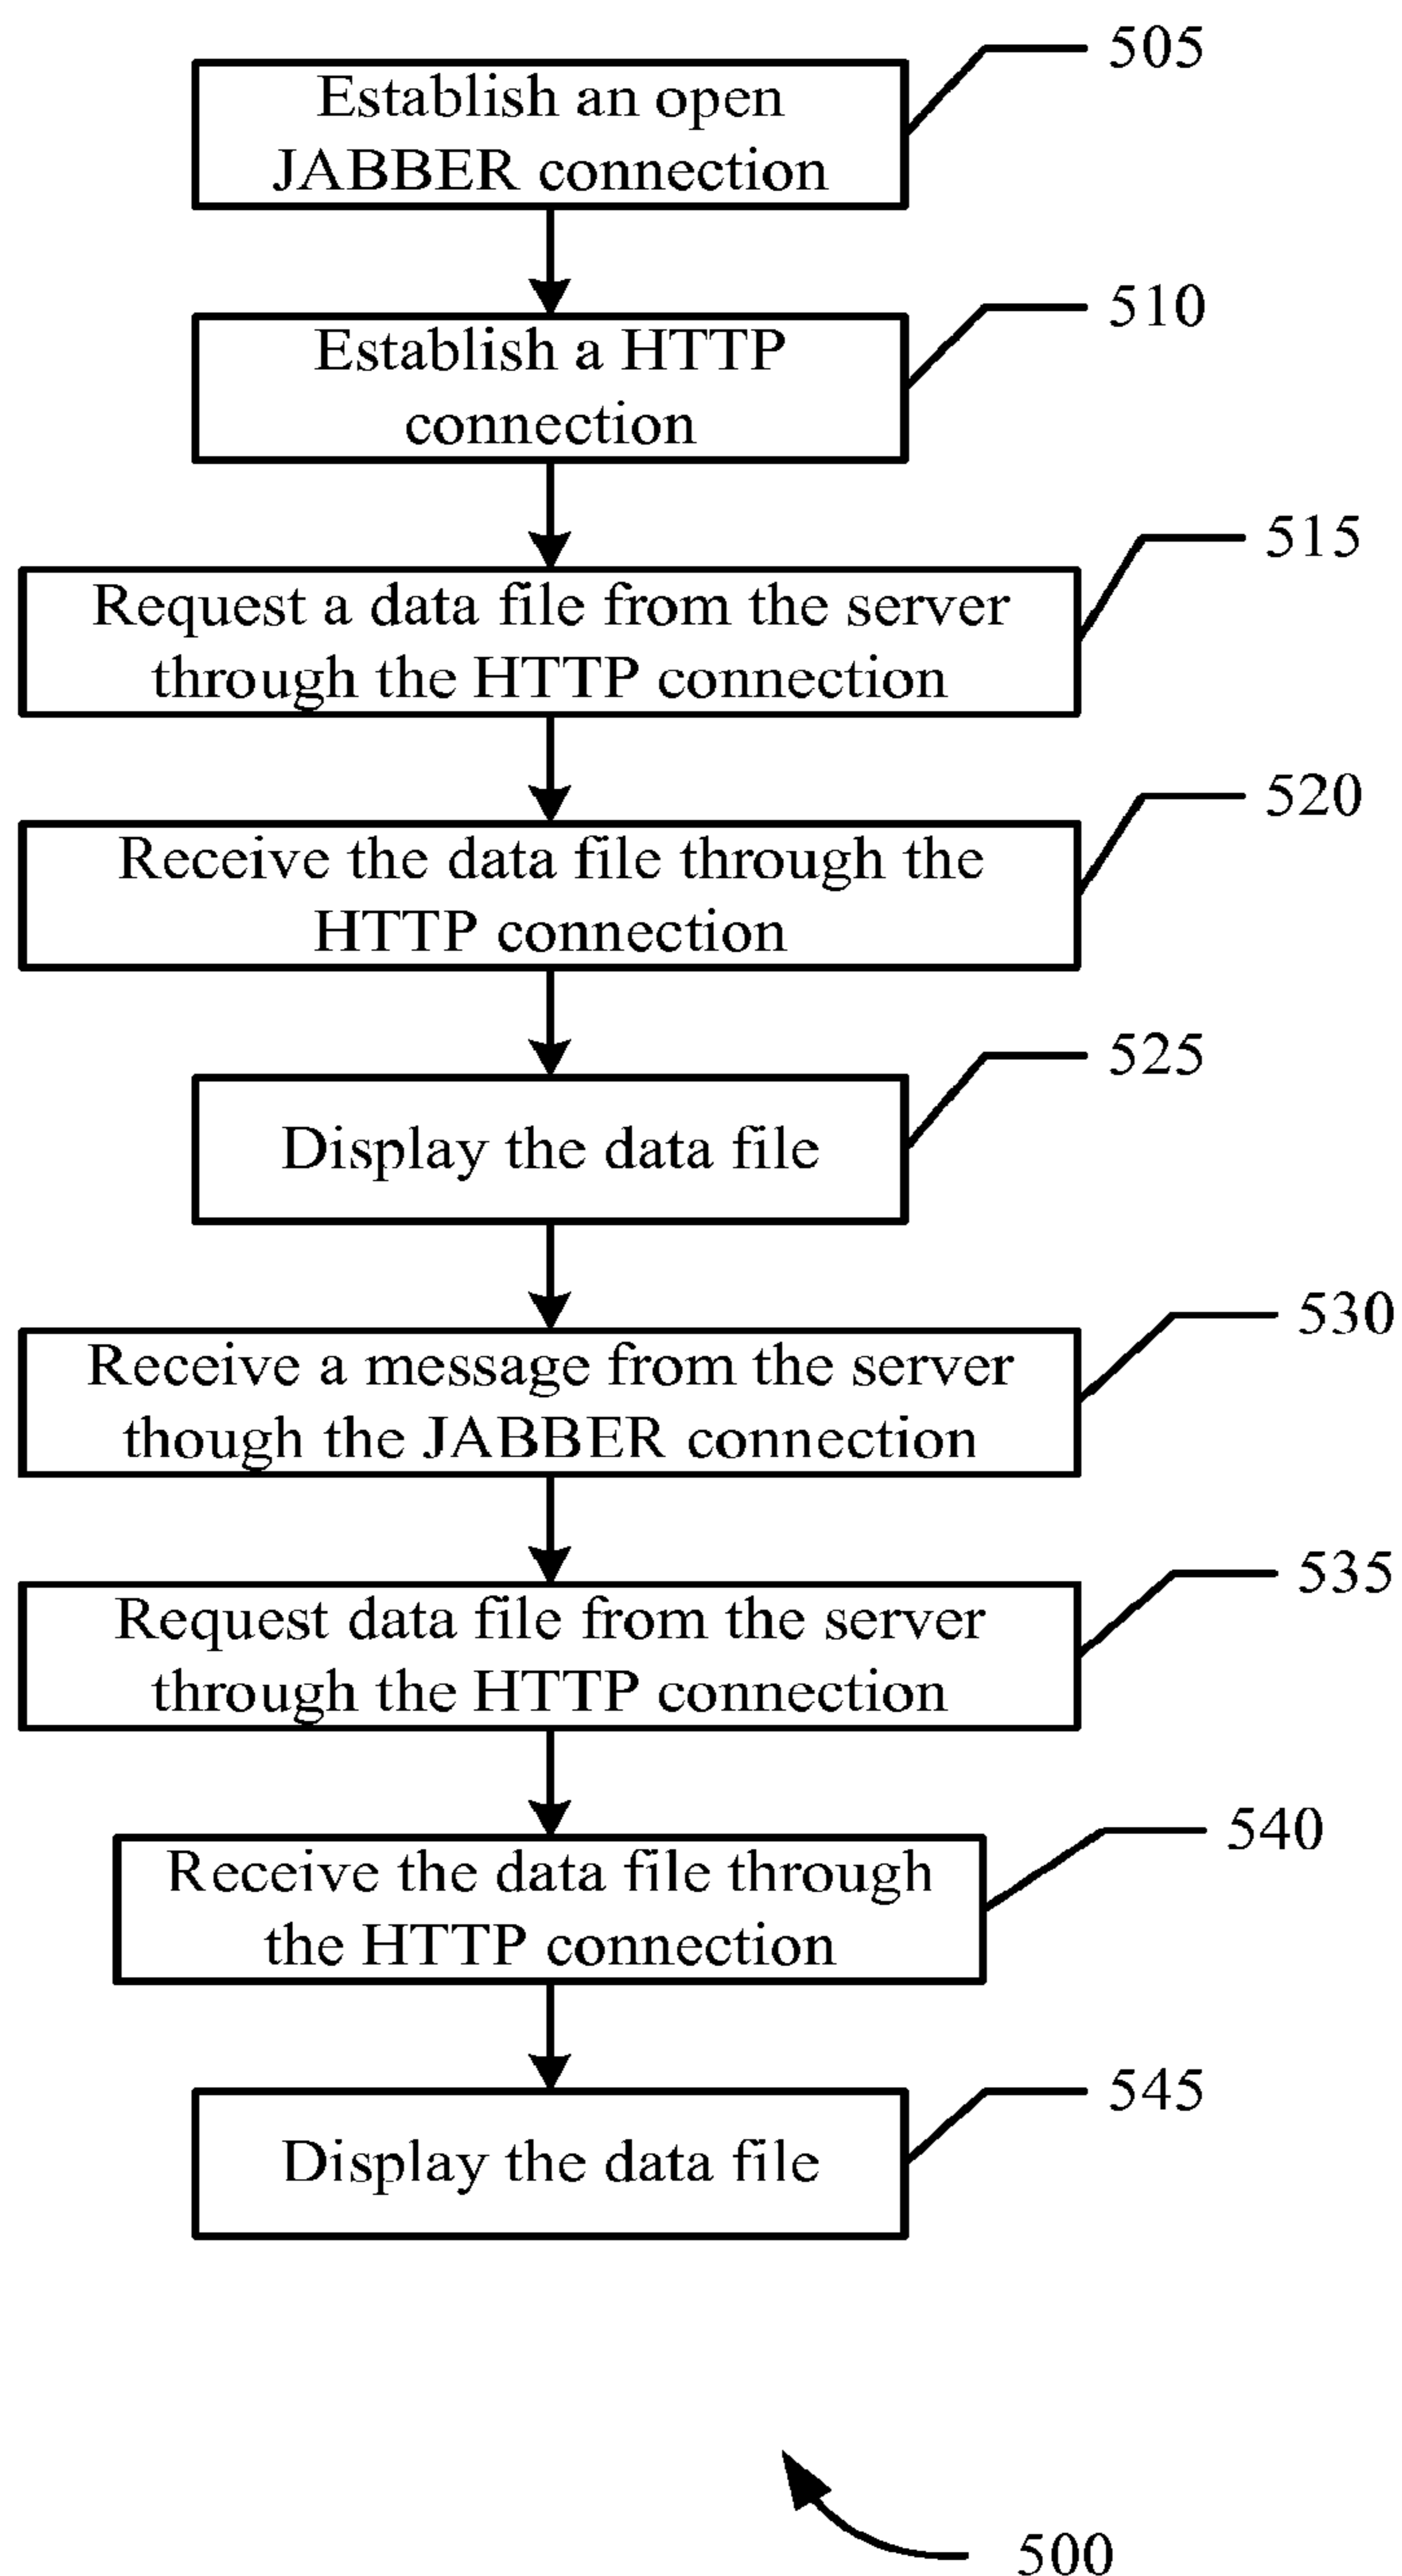 505
Establish an open
JABBER connection
510
Establish a HTTP
connection
515
Request a data file from the server
through the HTTP connection
520
Receive the data file through the
HTTP connection
525
Display the data file
530
Receive a message from the server
though the JABBER connection
535
Request data file from the server
through the HTTP connection
540
Receive the data file through
the HTTP connection
545
Display the data file
500